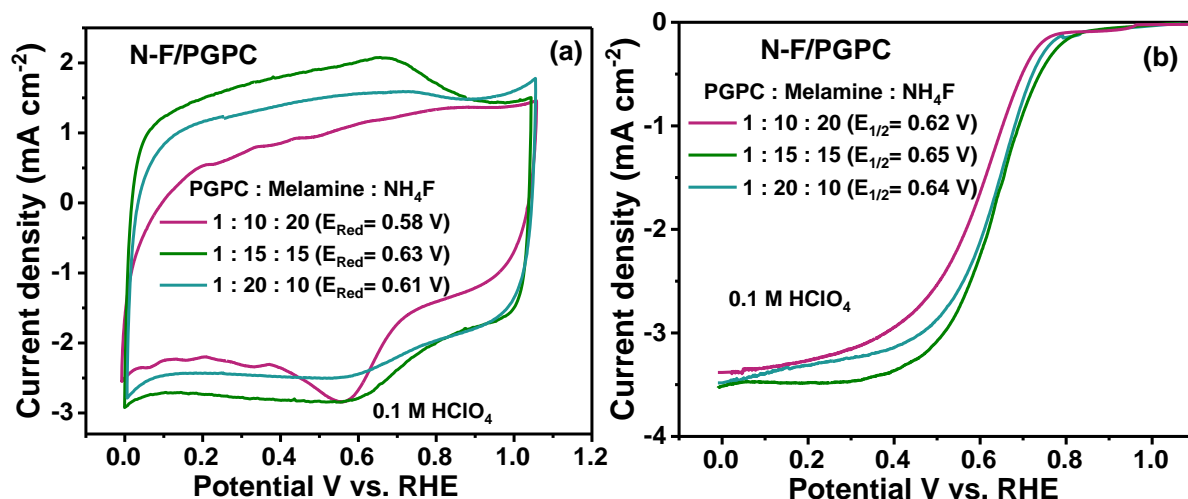 N-F/PGPC
(a)
Current density (mA cm-2)
2
1
0
-1
-2
-3
PGPC : Melamine : NH4F
1 : 10 : 20 (ERed= 0.58 V)
1 : 15 : 15 (ERed= 0.63 V)
1 : 20 : 10 (ERed= 0.61 V)
0.1 M HClO4
0.0 0.2 0.4 0.6 0.8 1.0 1.2
Potential V vs. RHE
N-F/PGPC
(b)
Current density (mA cm-2)
0
-1
-2
-3
-4
PGPC : Melamine : NH4F
1 : 10 : 20 (E1/2= 0.62 V)
1 : 15 : 15 (E1/2= 0.65 V)
1 : 20 : 10 (E1/2= 0.64 V)
0.1 M HClO4
0.0 0.2 0.4 0.6 0.8 1.0
Potential V vs. RHE